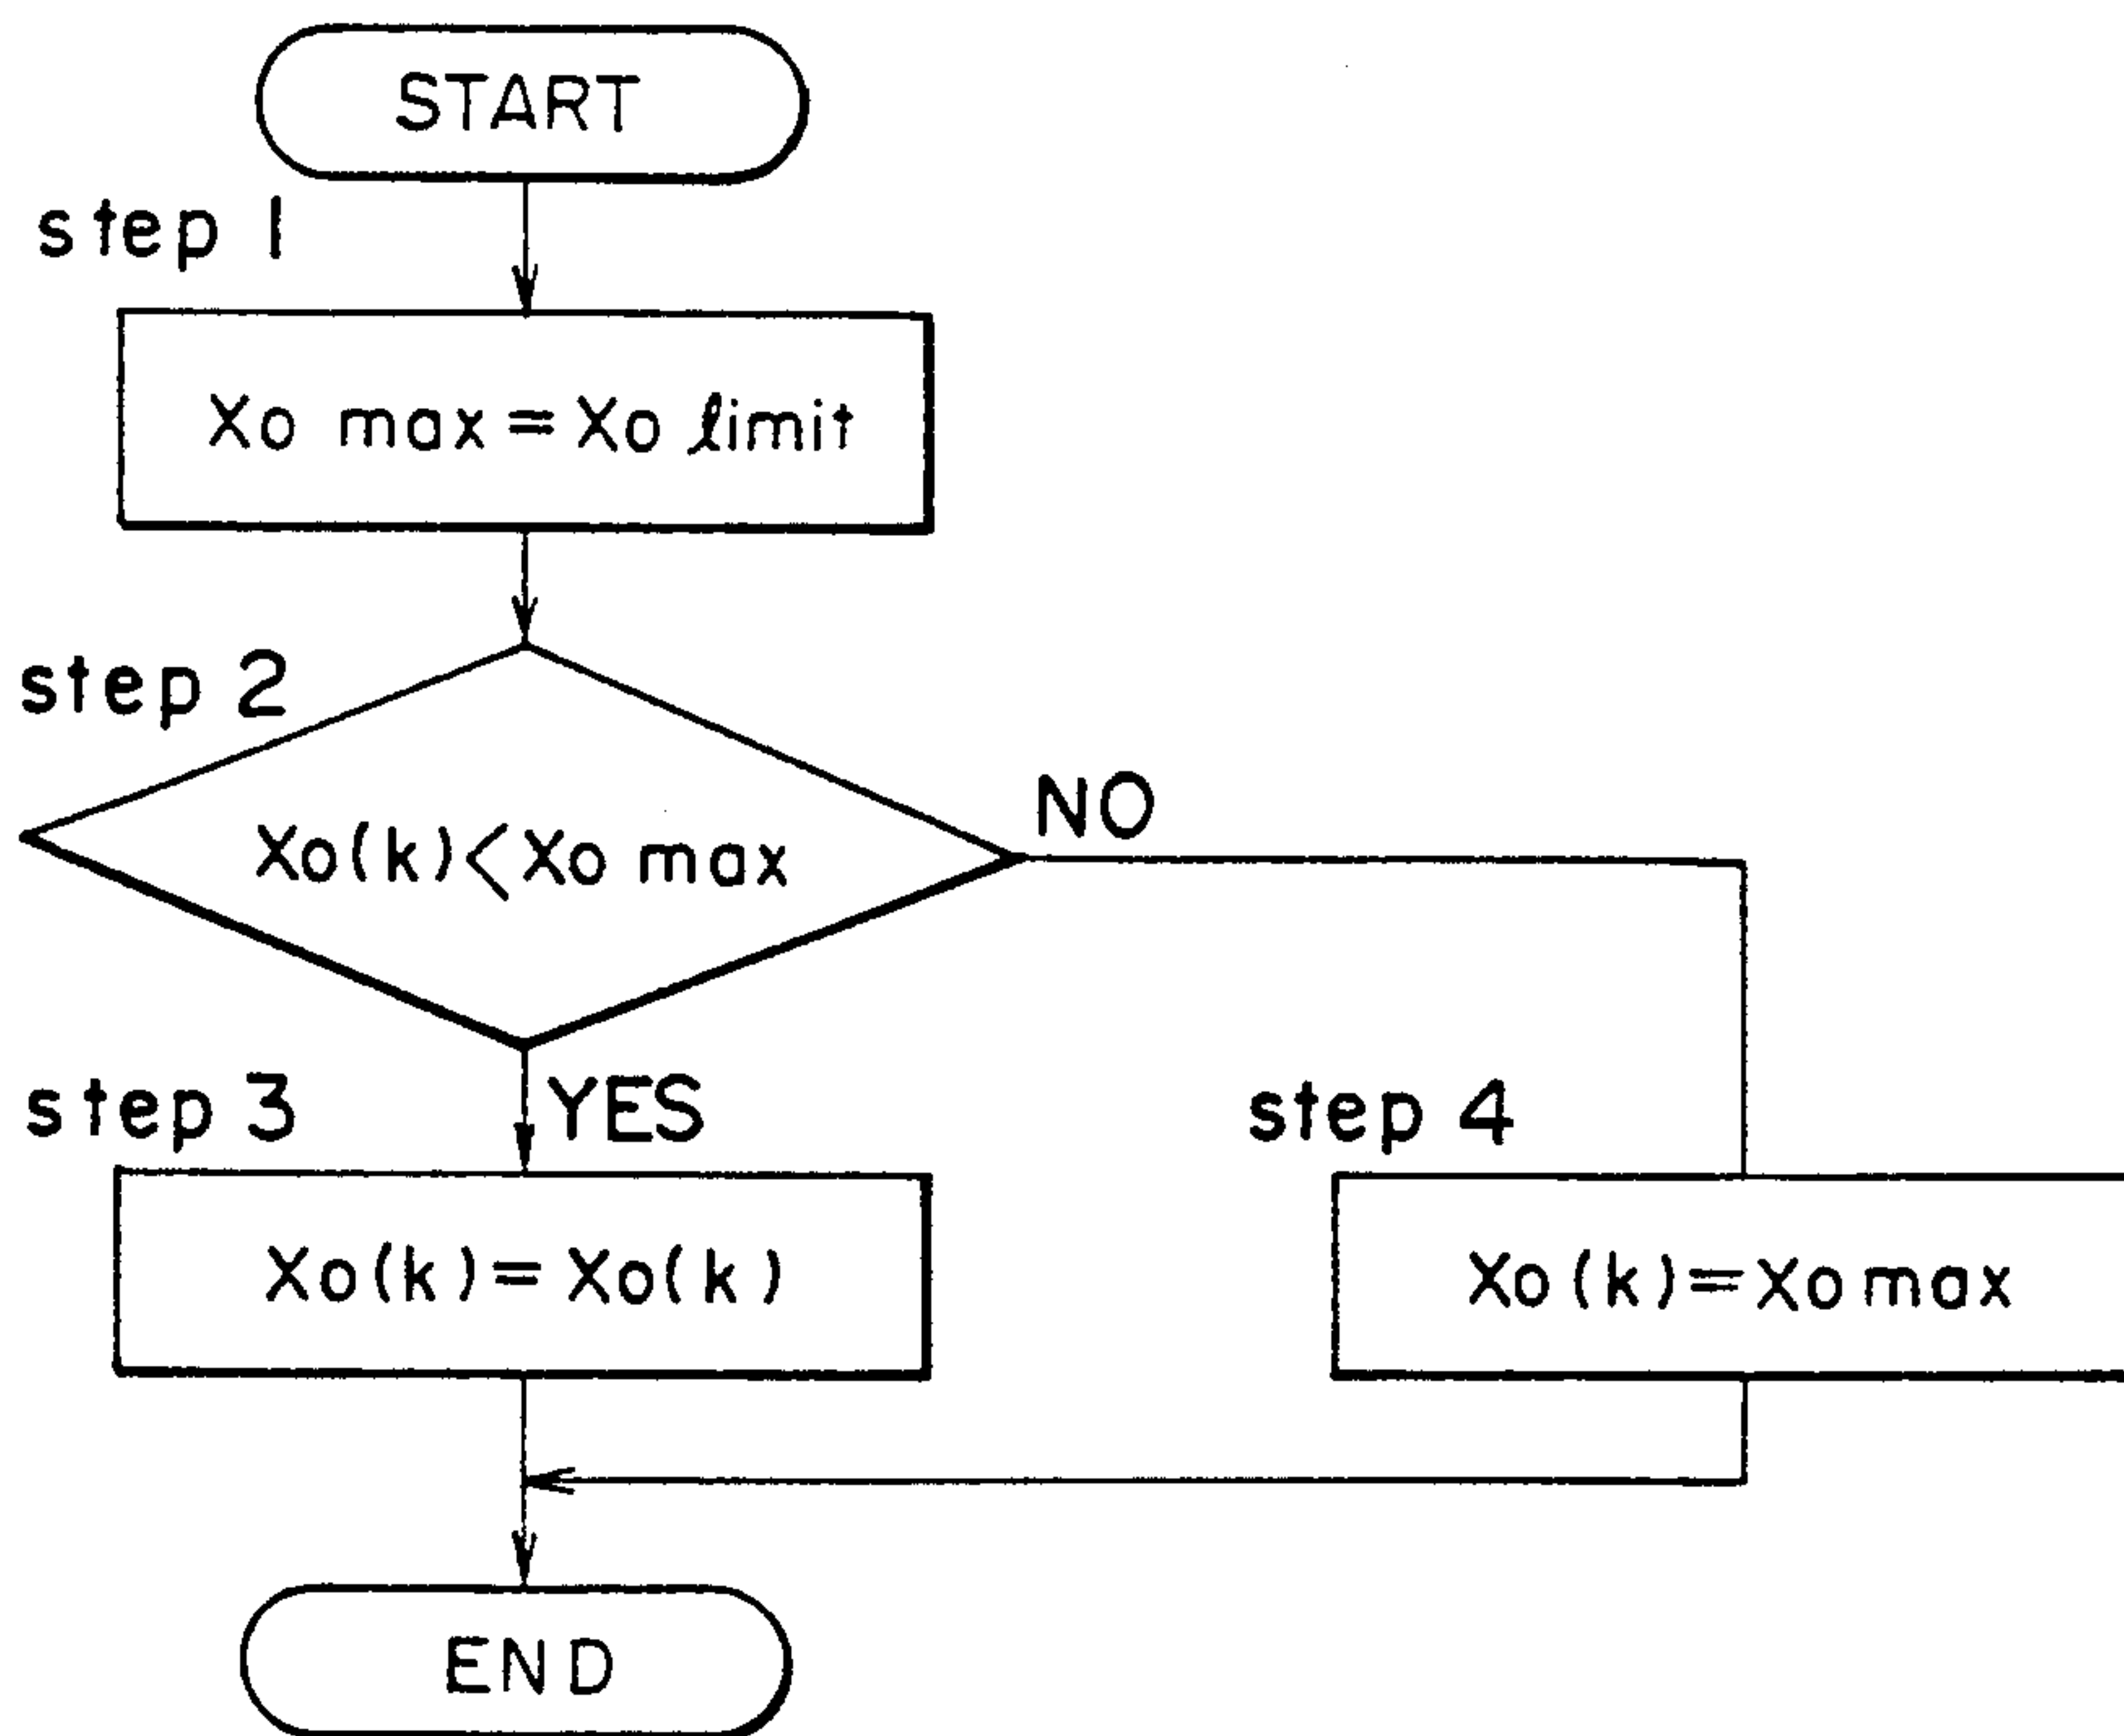 START
step 1
Xo max = Xo limit
step 2
Xo(k) < Xo max
NO
step 3
YES
step 4
Xo(k) = Xo(k)
Xo(k) = Xo max
END